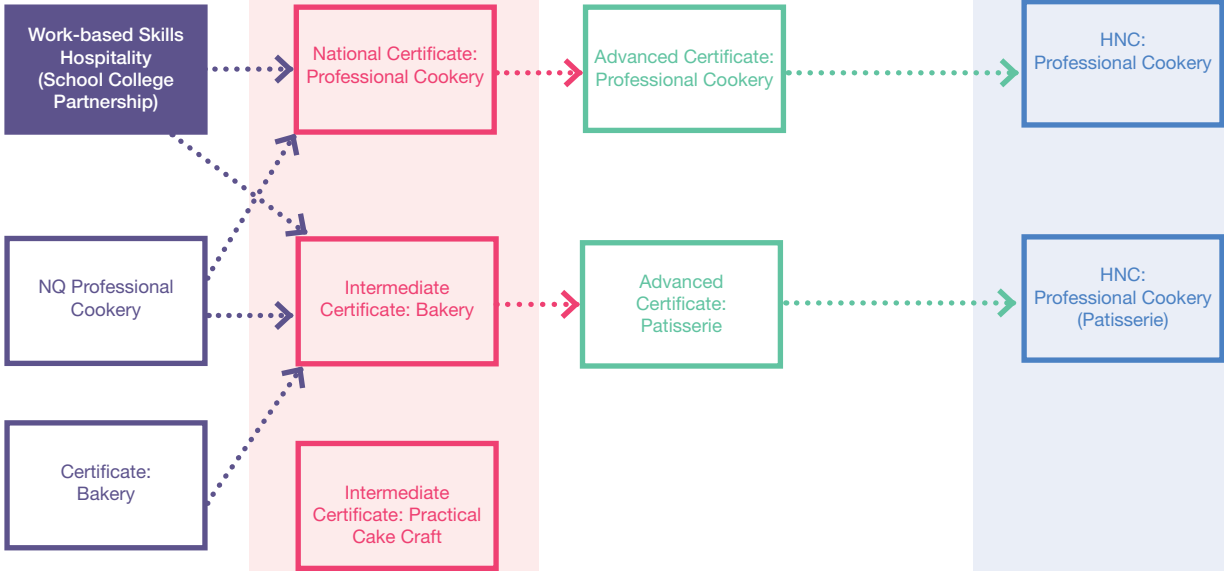 Work-based Skills
Hospitality
(School College
Partnership)
National Certificate:
Professional Cookery
Advanced Certificate:
Professional Cookery
HNC:
Professional Cookery
NQ Professional
Cookery
Intermediate
Certificate: Bakery
Advanced
Certificate:
Patisserie
HNC:
Professional Cookery
(Patisserie)
Certificate:
Bakery
Intermediate
Certificate: Practical
Cake Craft